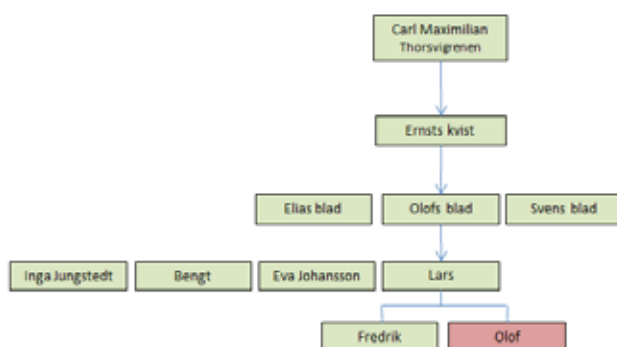 Carl Maximilian
Thorsvigrenen
Ernsts kvist
Elias blad
Olofs blad
Svens blad
Inga Jungstedt
Bengt
Eva Johansson
Lars
Fredrik
Olof